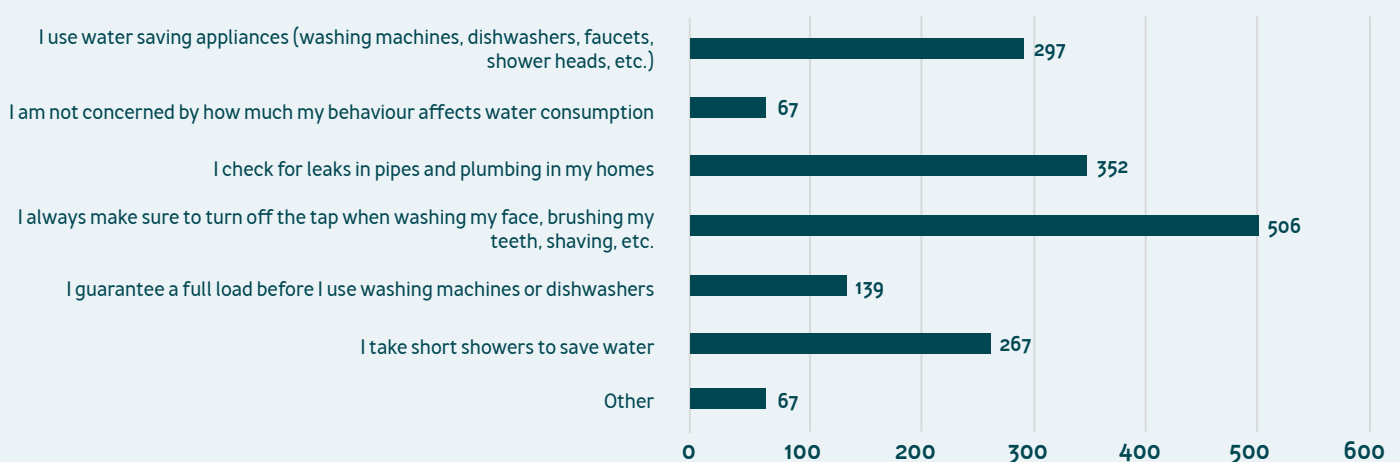 I use water saving appliances (washing machines, dishwashers, faucets,
shower heads, etc.)
297
I am not concerned by how much my behaviour affects water consumption
67
I check for leaks in pipes and plumbing in my homes
352
I always make sure to turn off the tap when washing my face, brushing my
teeth, shaving, etc.
506
I guarantee a full load before I use washing machines or dishwashers
139
I take short showers to save water
267
Other
67
0 100 200 300 400 500 600